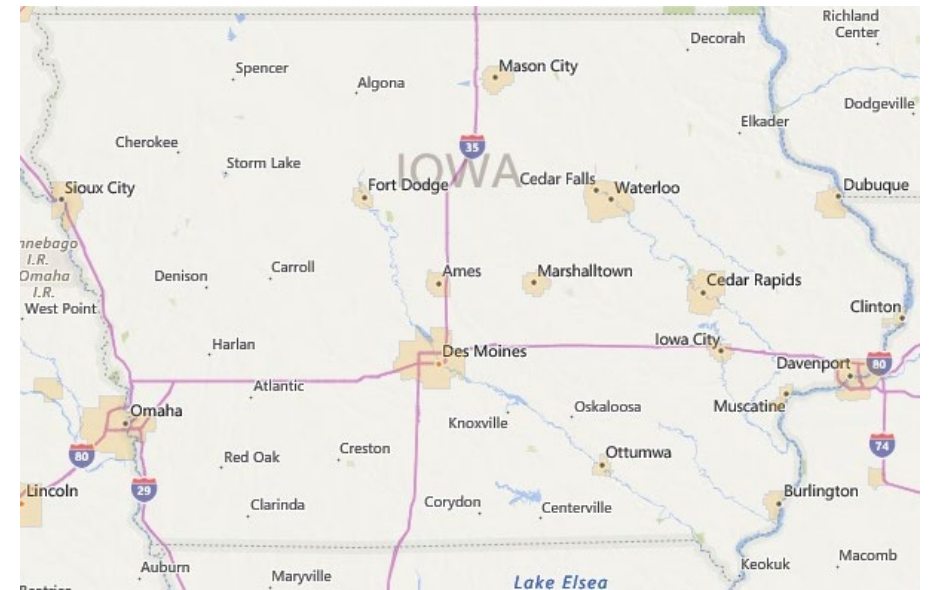 Richland
Center
Decorah
Spencer
Mason City
Algona
Dodgeville
Elkader
Cherokee
35
Storm Lake
IOWA
Sioux City
Fort Dodge
Cedar Falls
Waterloo
Dubuque
nnebago
I.R.
Omaha
I.R.
Denison
Carroll
Ames
Marshalltown
Cedar Rapids
West Point
Clinton
Harlan
Des Moines
Iowa City
Davenport
80
Atlantic
Omaha
Knoxville
Oskaloosa
Muscatine
80
Red Oak
Creston
Ottumwa
74
Lincoln
29
Clarinda
Corydon
Centerville
Burlington
Auburn
Maryville
Lake Elsea
Keokuk
Macomb